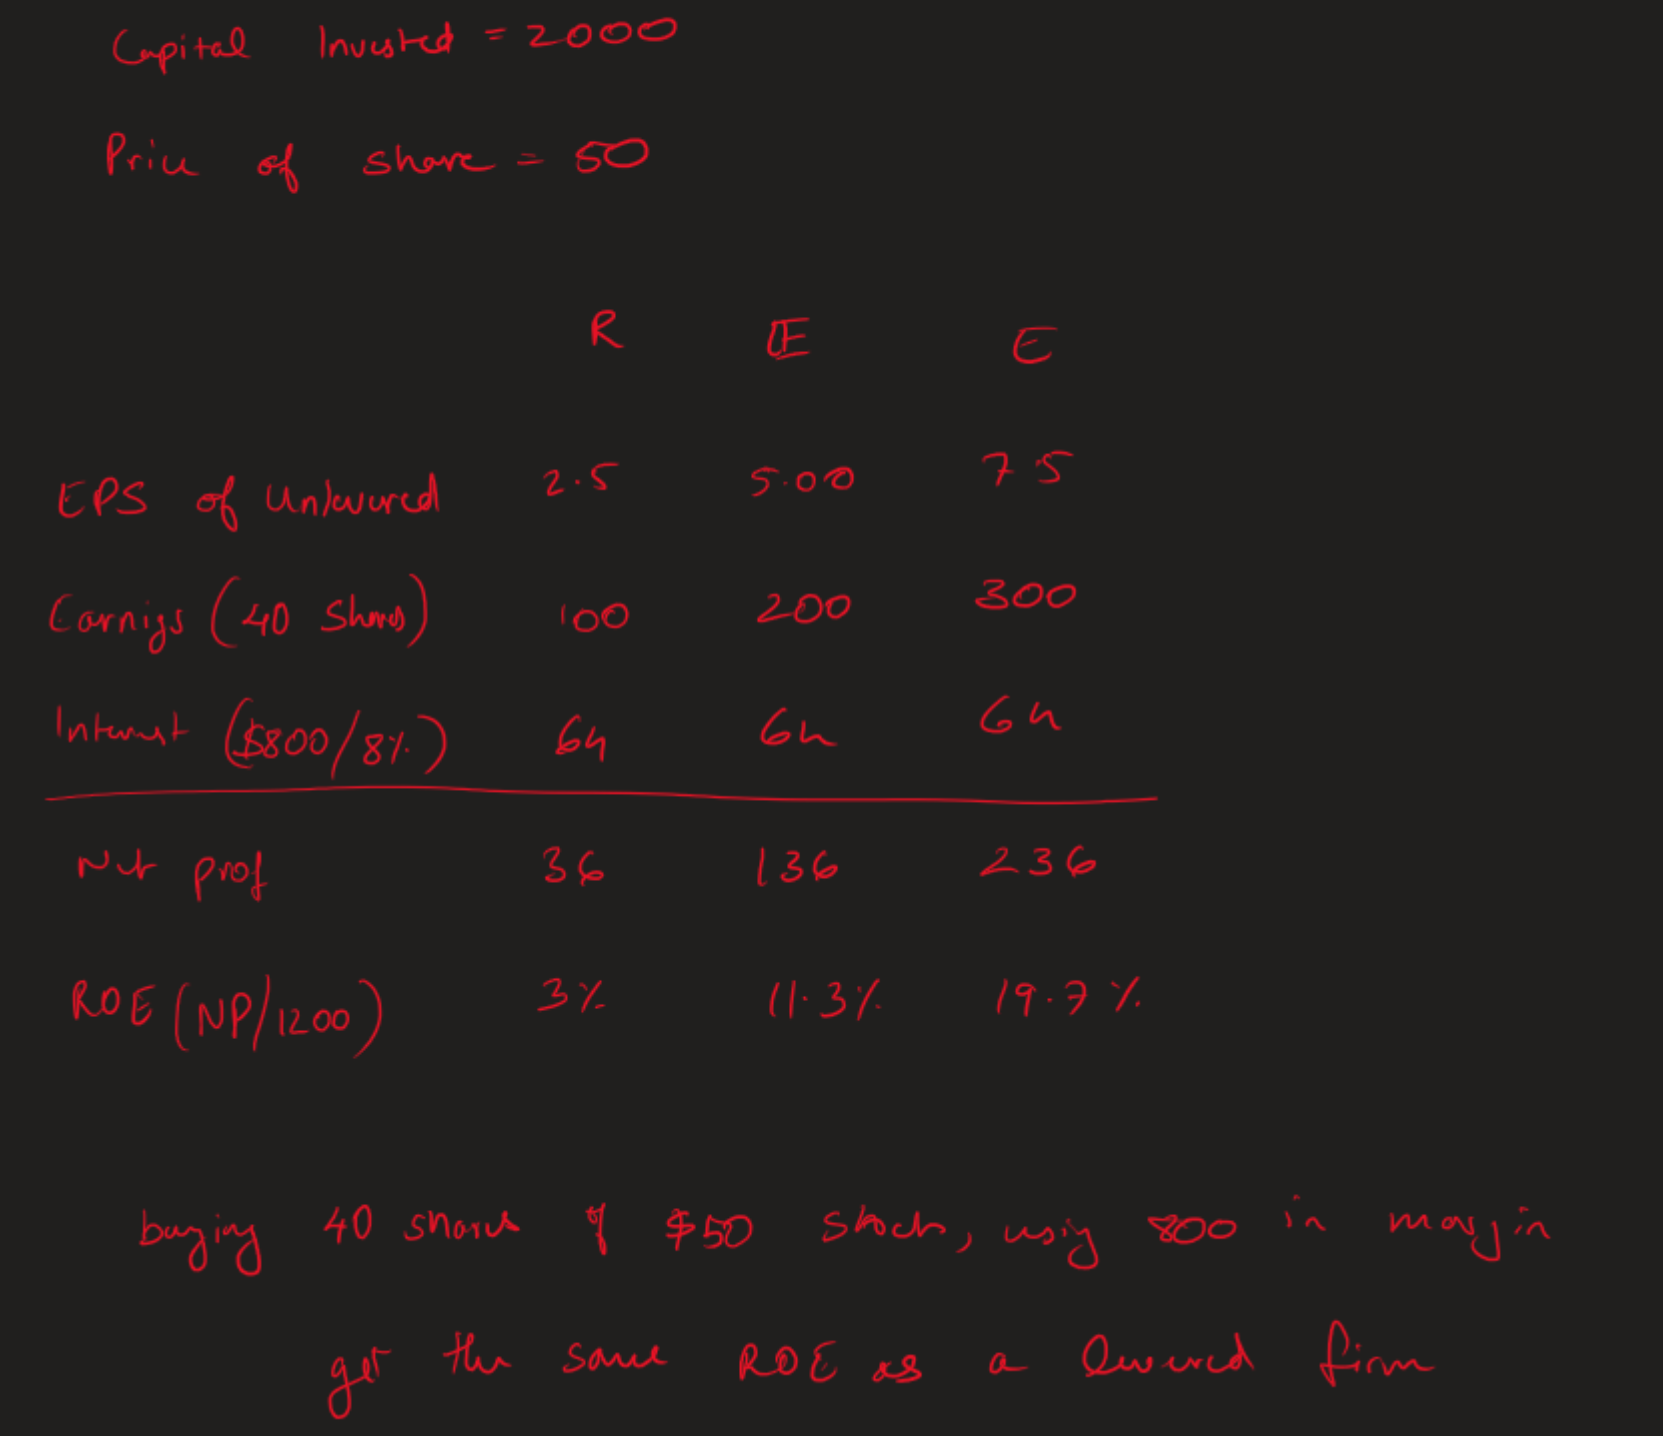 Capital Invested = 2000
Price of share = 50
R E E
EPS of Unlevered 2.5 5.00 7.5
Earnigs (40 Shares) 100 200 300
Interest ($800/8%) 64 64 64
Net prof 36 136 236
ROE (NP/1200) 3% 11.3% 19.7%
buying 40 shares of $50 stock, using 800 in margin
get the same ROE as a levered firm